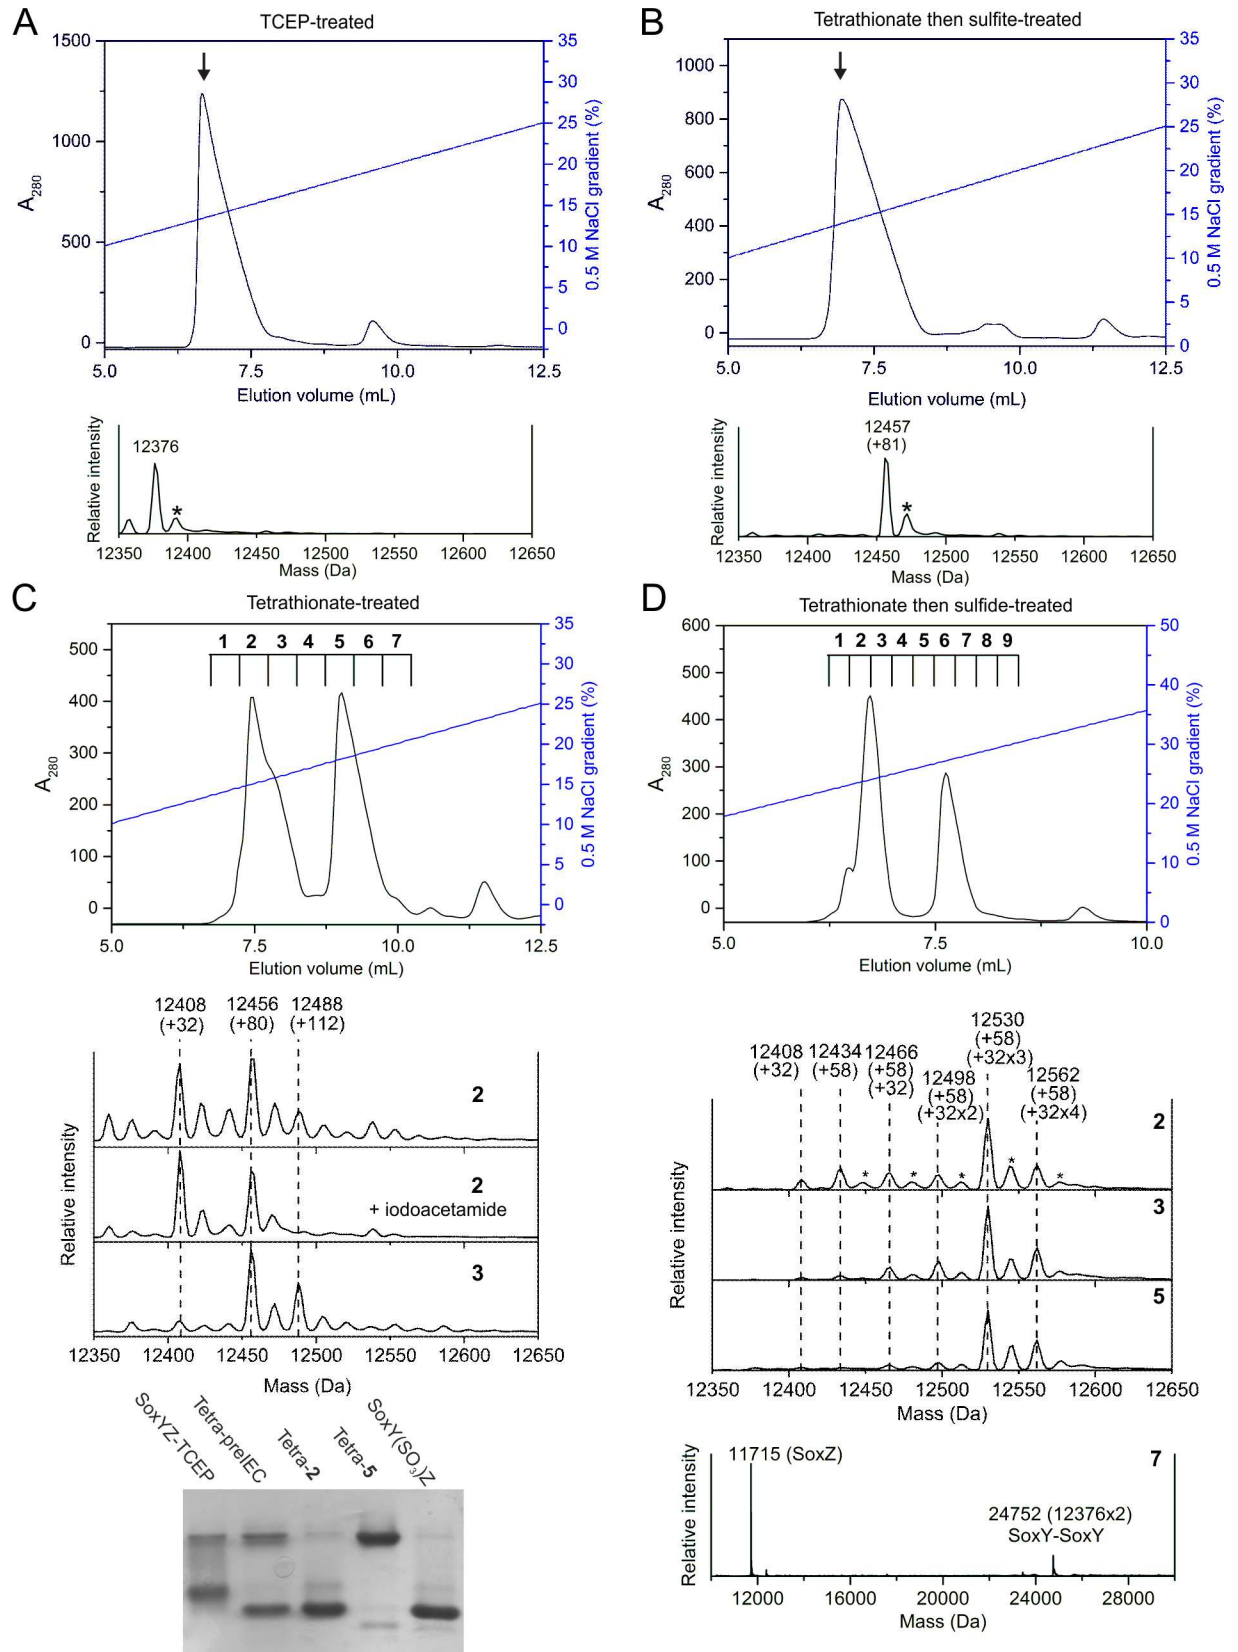 A
TCEP-treated
1500
1000
500
0
A280
35
30
25
20
15
10
5
0
0.5 M NaCl gradient (%)
5.0 7.5 10.0 12.5
Elution volume (mL)
Relative intensity
12376
*
12350 12400 12450 12500 12550 12600 12650
Mass (Da)
B
Tetrathionate then sulfite-treated
1000
800
600
400
200
0
A280
35
30
25
20
15
10
5
0
0.5 M NaCl gradient (%)
5.0 7.5 10.0 12.5
Elution volume (mL)
Relative intensity
12457
(+81)
*
12350 12400 12450 12500 12550 12600 12650
Mass (Da)
C
Tetrathionate-treated
1 2 3 4 5 6 7
500
400
300
200
100
0
A280
35
30
25
20
15
10
5
0
0.5 M NaCl gradient (%)
5.0 7.5 10.0 12.5
Elution volume (mL)
12408 12456 12488
(+32) (+80) (+112)
2
2
+ iodoacetamide
3
Relative intensity
12350 12400 12450 12500 12550 12600 12650
Mass (Da)
SoxYZ-TCEP
Tetra-preIEC
Tetra-2
Tetra-5
SoxY(SO3)Z
D
Tetrathionate then sulfide-treated
1 2 3 4 5 6 7 8 9
600
500
400
300
200
100
0
A280
50
40
30
20
10
0
0.5 M NaCl gradient (%)
5.0 7.5 10.0
Elution volume (mL)
12408
(+32)
12434
(+58)
12466
(+58)
(+32)
12498
(+58)
(+32x2)
12530
(+58)
(+32x3)
12562
(+58)
(+32x4)
2
* * * * *
3
5
Relative intensity
12350 12400 12450 12500 12550 12600 12650
Mass (Da)
11715 (SoxZ)
7
24752 (12376x2)
SoxY-SoxY
Relative intensity
12000 16000 20000 24000 28000
Mass (Da)